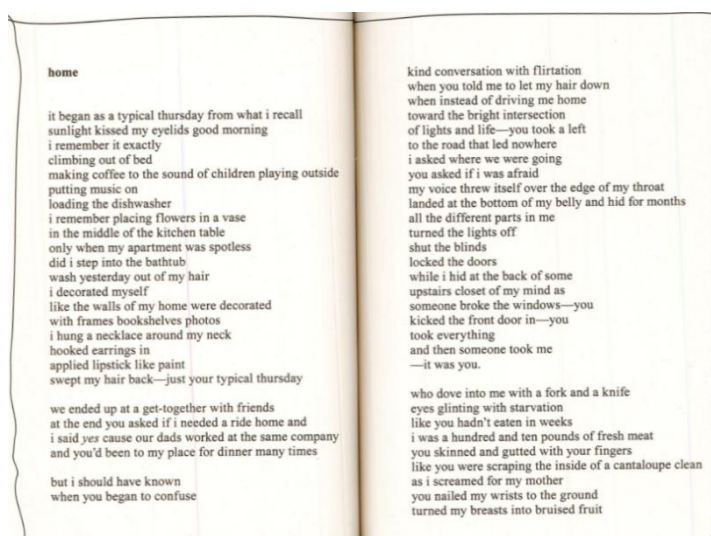 home
it began as a typical thursday from what i recall
sunlight kissed my eyelids good morning
i remember it exactly
climbing out of bed
making coffee to the sound of children playing outside
putting music on
loading the dishwasher
i remember placing flowers in a vase
in the middle of the kitchen table
only when my apartment was spotless
did i step into the bathtub
wash yesterday out of my hair
i decorated myself
like the walls of my home were decorated
with frames bookshelves photos
i hung a necklace around my neck
hooked earrings in
applied lipstick like paint
swept my hair back—just your typical thursday
we ended up at a get-together with friends
at the end you asked if i needed a ride home and
i said yes cause our dads worked at the same company
and you'd been to my place for dinner many times
but i should have known
when you began to confuse
kind conversation with flirtation
when you told me to let my hair down
when instead of driving me home
toward the bright intersection
of lights and life—you took a left
to the road that led nowhere
i asked where we were going
you asked if i was afraid
my voice threw itself over the edge of my throat
landed at the bottom of my belly and hid for months
all the different parts in me
turned the lights off
shut the blinds
locked the doors
while i hid at the back of some
upstairs closet of my mind as
someone broke the windows—you
kicked the front door in—you
took everything
and then someone took me
—it was you.
who dove into me with a fork and a knife
eyes glinting with starvation
like you hadn't eaten in weeks
i was a hundred and ten pounds of fresh meat
you skinned and gutted with your fingers
like you were scraping the inside of a cantaloupe clean
as i screamed for my mother
you nailed my wrists to the ground
turned my breasts into bruised fruit